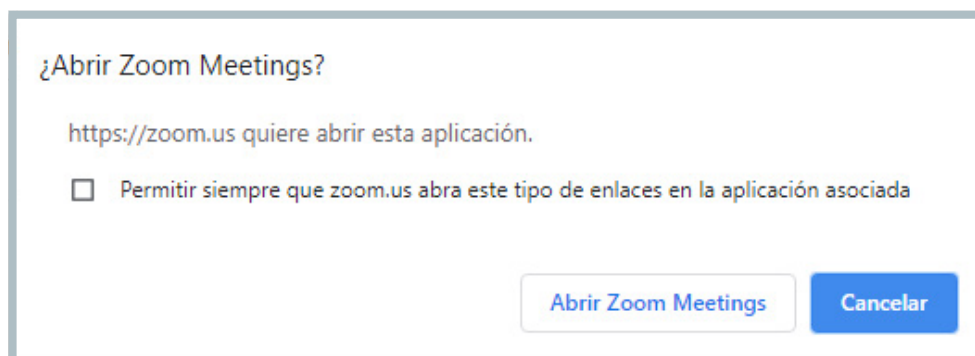 ¿Abrir Zoom Meetings?
https://zoom.us quiere abrir esta aplicación.
Permitir siempre que zoom.us abra este tipo de enlaces en la aplicación asociada
Abrir Zoom Meetings
Cancelar